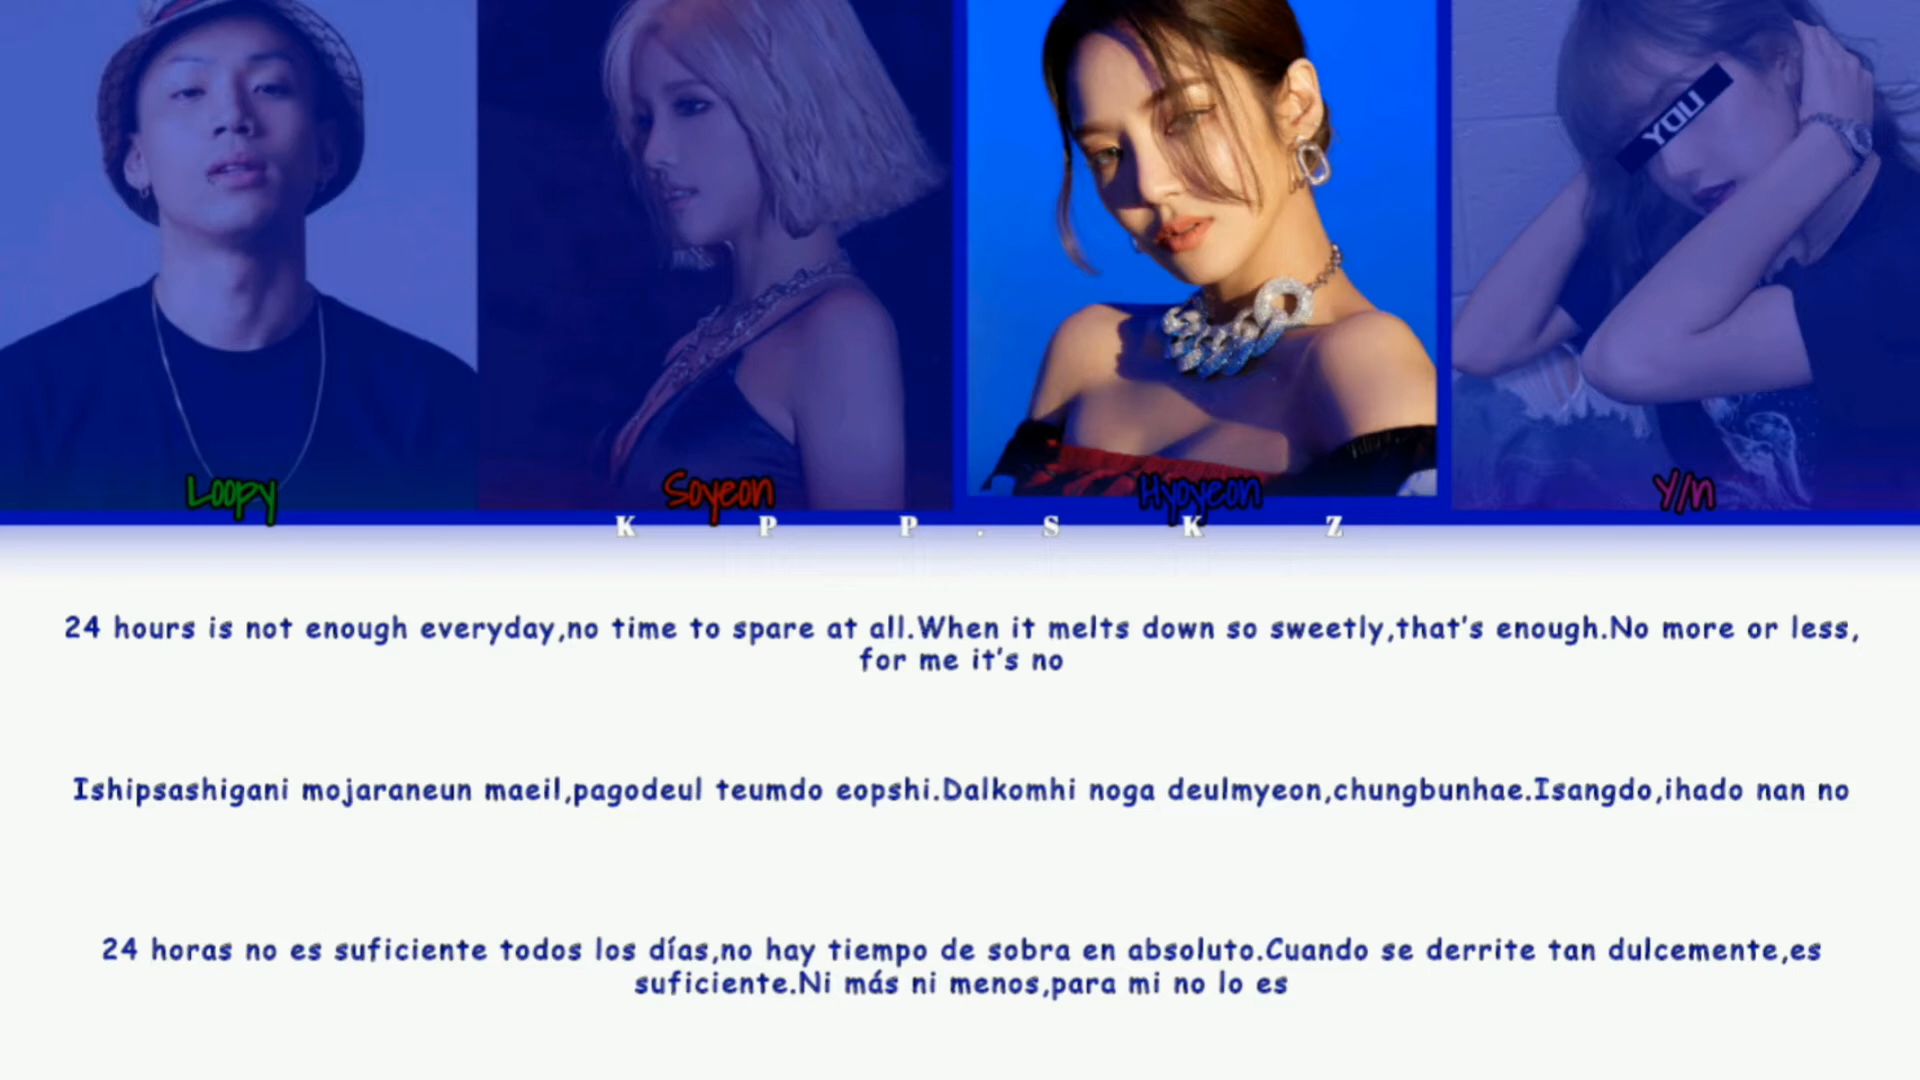 YOU
Loopy
Soyeon
Hyoyeon
Y/n
K P P . S K Z
24 hours is not enough everyday,no time to spare at all.When it melts down so sweetly,that's enough.No more or less,
for me it's no
Ishipsashigani mojaraneun maeil,pagodeul teumdo eopshi.Dalkomhi noga deulmyeon,chungbunhae.Isangdo,ihado nan no
24 horas no es suficiente todos los días,no hay tiempo de sobra en absoluto.Cuando se derrite tan dulcemente,es
suficiente.Ni más ni menos,para mi no lo es